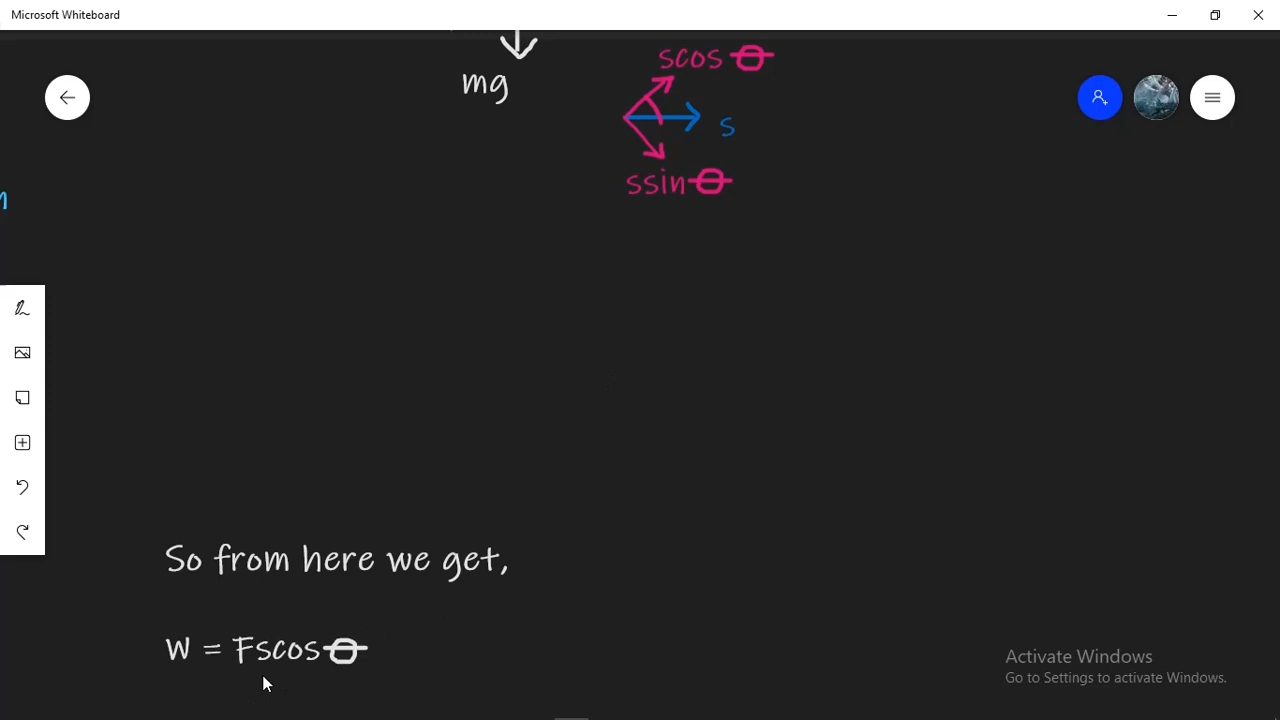 Microsoft Whiteboard
mg
scos Θ
s
ssin Θ
So from here we get,
W = Fscos Θ
Activate Windows
Go to Settings to activate Windows.